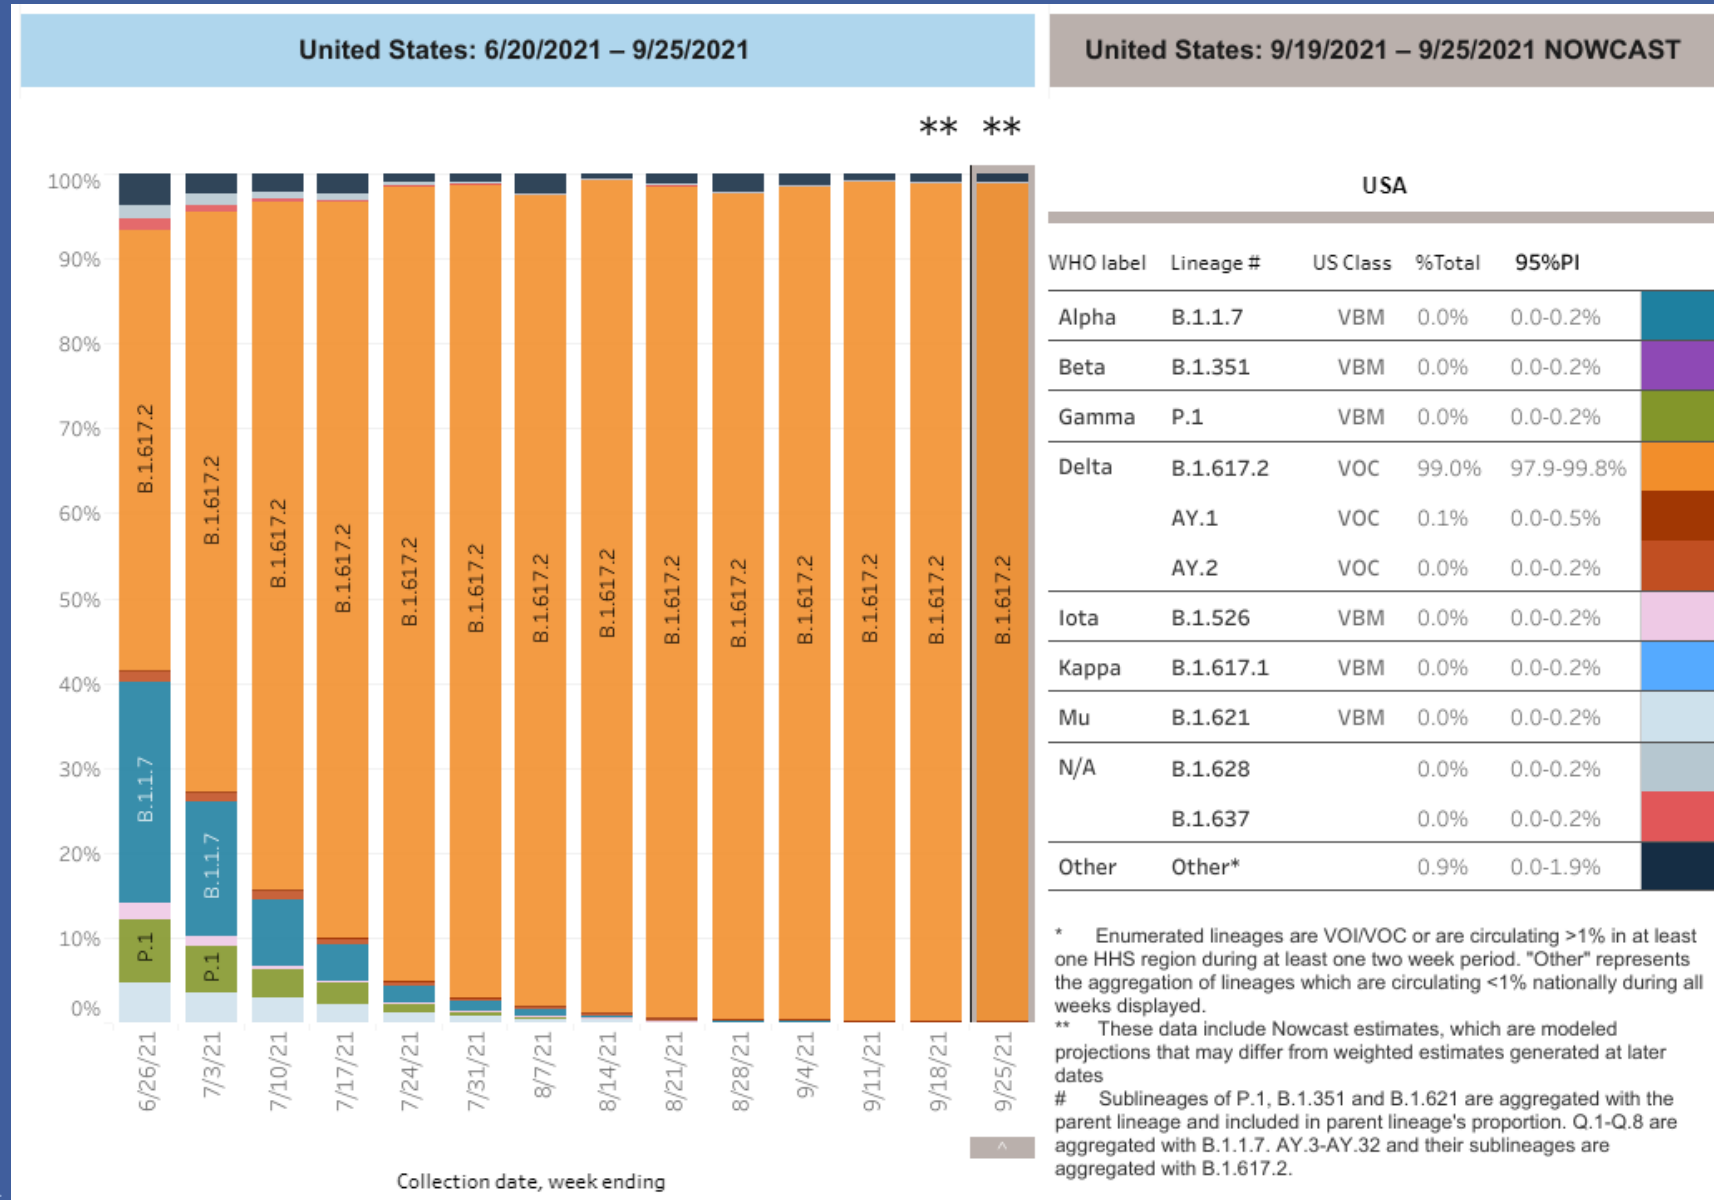 United States: 6/20/2021 – 9/25/2021
United States: 9/19/2021 – 9/25/2021 NOWCAST
** **
100%
90%
80%
70%
60%
50%
40%
30%
20%
10%
0%
B.1.617.2
B.1.1.7
P.1
B.1.617.2
B.1.1.7
P.1
B.1.617.2
B.1.617.2
B.1.617.2
B.1.617.2
B.1.617.2
B.1.617.2
B.1.617.2
B.1.617.2
B.1.617.2
B.1.617.2
B.1.617.2
B.1.617.2
6/26/21
7/3/21
7/10/21
7/17/21
7/24/21
7/31/21
8/7/21
8/14/21
8/21/21
8/28/21
9/4/21
9/11/21
9/18/21
9/25/21
^
Collection date, week ending
USA
WHO label Lineage # US Class %Total 95%PI
Alpha B.1.1.7 VBM 0.0% 0.0-0.2%
Beta B.1.351 VBM 0.0% 0.0-0.2%
Gamma P.1 VBM 0.0% 0.0-0.2%
Delta B.1.617.2 VOC 99.0% 97.9-99.8%
AY.1 VOC 0.1% 0.0-0.5%
AY.2 VOC 0.0% 0.0-0.2%
Iota B.1.526 VBM 0.0% 0.0-0.2%
Kappa B.1.617.1 VBM 0.0% 0.0-0.2%
Mu B.1.621 VBM 0.0% 0.0-0.2%
N/A B.1.628 0.0% 0.0-0.2%
B.1.637 0.0% 0.0-0.2%
Other Other* 0.9% 0.0-1.9%
* Enumerated lineages are VOI/VOC or are circulating >1% in at least
one HHS region during at least one two week period. "Other" represents
the aggregation of lineages which are circulating <1% nationally during all
weeks displayed.
** These data include Nowcast estimates, which are modeled
projections that may differ from weighted estimates generated at later
dates
# Sublineages of P.1, B.1.351 and B.1.621 are aggregated with the
parent lineage and included in parent lineage's proportion. Q.1-Q.8 are
aggregated with B.1.1.7. AY.3-AY.32 and their sublineages are
aggregated with B.1.617.2.